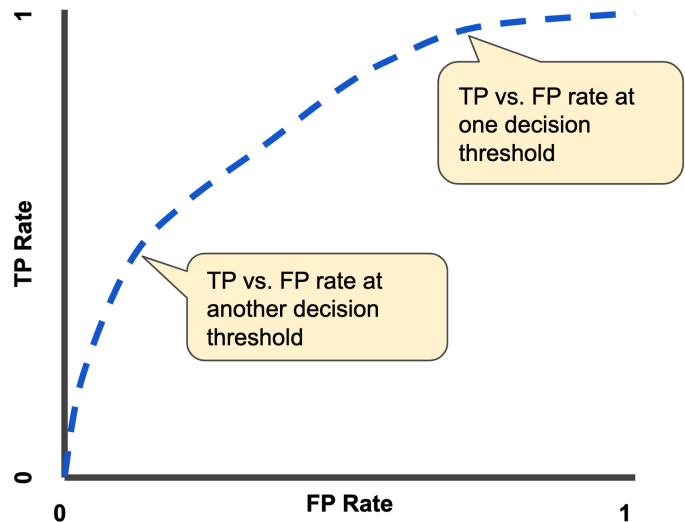 1
TP vs. FP rate at
one decision
threshold
TP Rate
TP vs. FP rate at
another decision
threshold
0
0
FP Rate
1